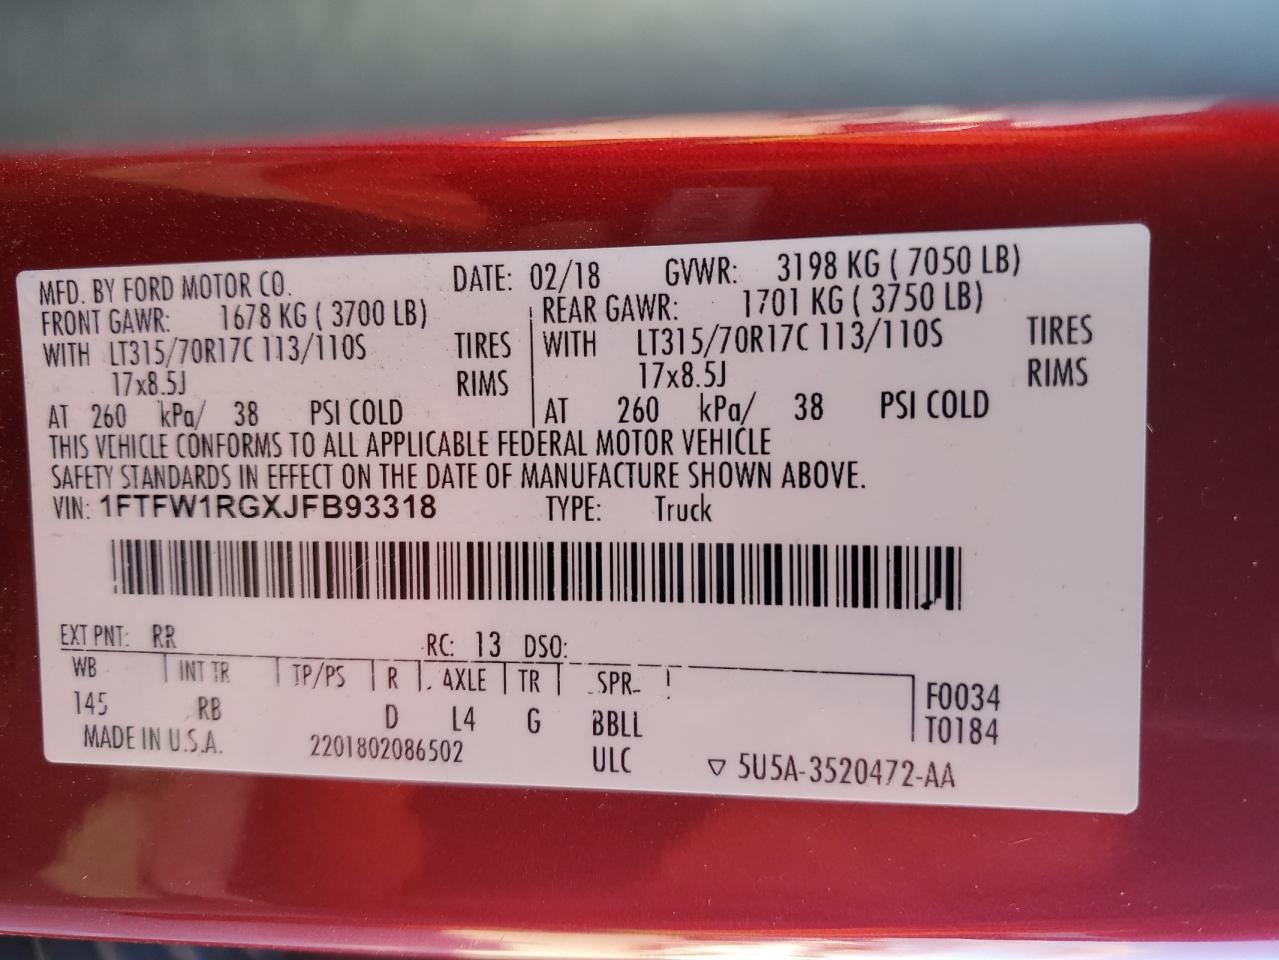 MFD. BY FORD MOTOR CO. DATE: 02/18 GVWR: 3198 KG ( 7050 LB)
FRONT GAWR: 1678 KG ( 3700 LB) REAR GAWR: 1701 KG ( 3750 LB)
WITH LT315/70R17C 113/110S TIRES WITH LT315/70R17C 113/110S TIRES
17x8.5J RIMS 17x8.5J RIMS
AT 260 kPa/ 38 PSI COLD AT 260 kPa/ 38 PSI COLD
THIS VEHICLE CONFORMS TO ALL APPLICABLE FEDERAL MOTOR VEHICLE
SAFETY STANDARDS IN EFFECT ON THE DATE OF MANUFACTURE SHOWN ABOVE.
VIN: 1FTFW1RGXJFB93318 TYPE: Truck
EXT PNT: RR RC: 13 DSO:
WB INT TR TP/PS R AXLE TR SPR F0034
145 RB D L4 G BBLL T0184
MADE IN U.S.A. 2201802086502 ULC ▽ 5U5A-3520472-AA